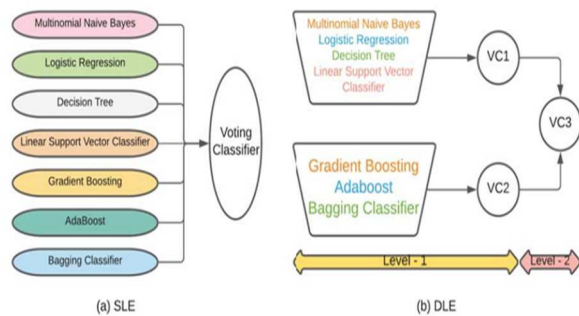 Multinomial Naive Bayes
Logistic Regression
Decision Tree
Linear Support Vector Classifier
Gradient Boosting
AdaBoost
Bagging Classifier
Voting
Classifier
(a) SLE
Multinomial Naive Bayes
Logistic Regression
Decision Tree
Linear Support Vector
Classifier
VC1
VC3
Gradient Boosting
Adaboost
Bagging Classifier
VC2
Level - 1
Level - 2
(b) DLE